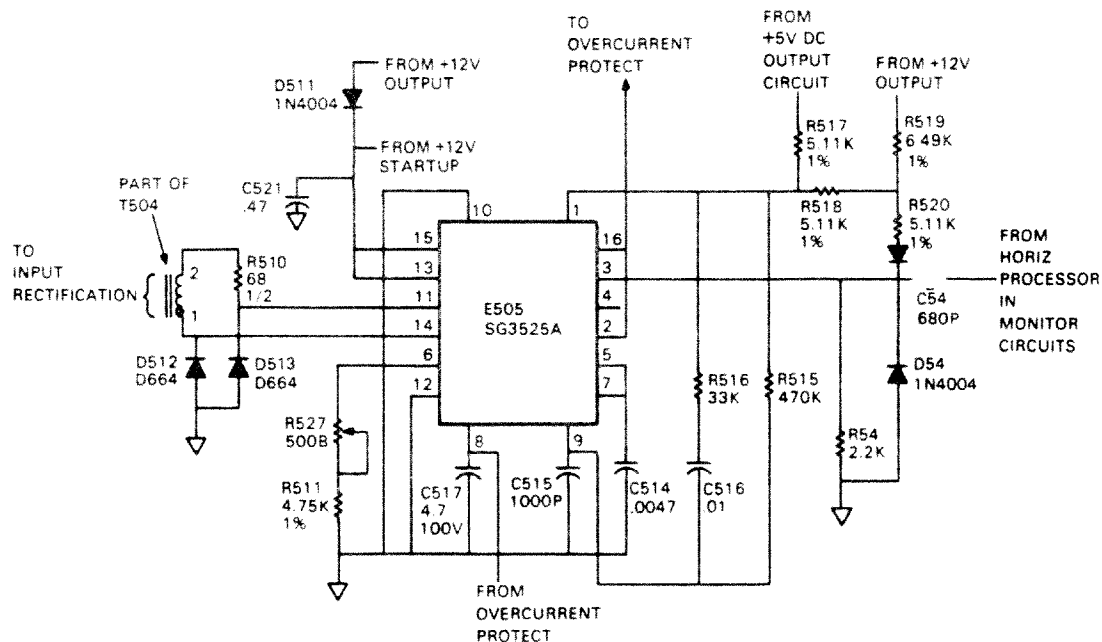 TO
OVERCURRENT
PROTECT
FROM
+5V DC
OUTPUT
CIRCUIT
FROM +12V
OUTPUT
FROM +12V
OUTPUT
D511
1N4004
R517
5.11K
1%
R519
6.49K
1%
FROM +12V
STARTUP
PART OF
T504
C521
.47
10
1
R518
5.11K
1%
R520
5.11K
1%
TO
INPUT
RECTIFICATION
2
1
R510
68
1/2
15
13
11
14
6
12
16
3
4
2
5
7
E505
SG3525A
FROM
HORIZ
PROCESSOR
IN
MONITOR
CIRCUITS
C54
680P
D512
D664
D513
D664
D54
1N4004
R516
33K
R515
470K
R527
500B
8
9
R54
2.2K
R511
4.75K
1%
C517
4.7
100V
C515
1000P
C514
.0047
C516
.01
FROM
OVERCURRENT
PROTECT